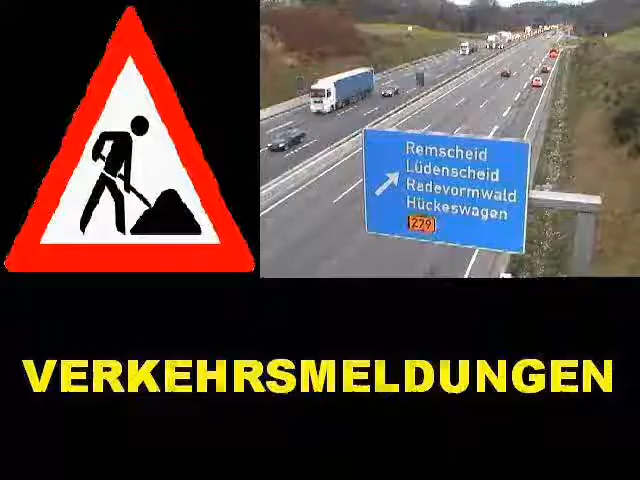 Remscheid
Lüdenscheid
Radevormwald
Hückeswagen
229
VERKEHRSMELDUNGEN